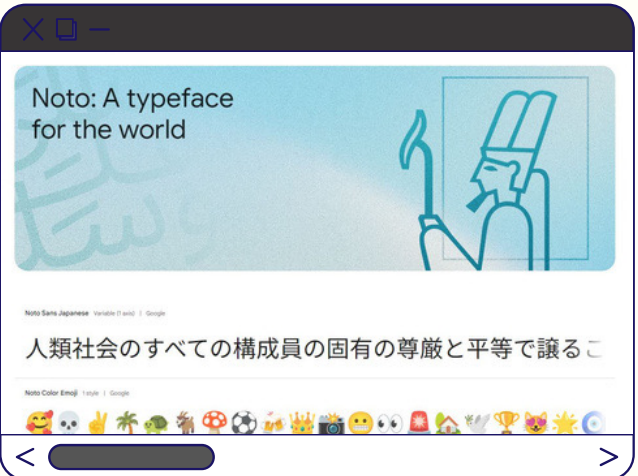 Noto: A typeface
for the world
Noto Sans Japanese Variable (1 axis) | Google
人類社会のすべての構成員の固有の尊厳と平等で譲るこ
Noto Color Emoji 1 style | Google
🥰💀✌️🌴🐢🐐🍄⚽🍻👑📸😬👀🚨🏡🕊️🏆😻🌟🧿